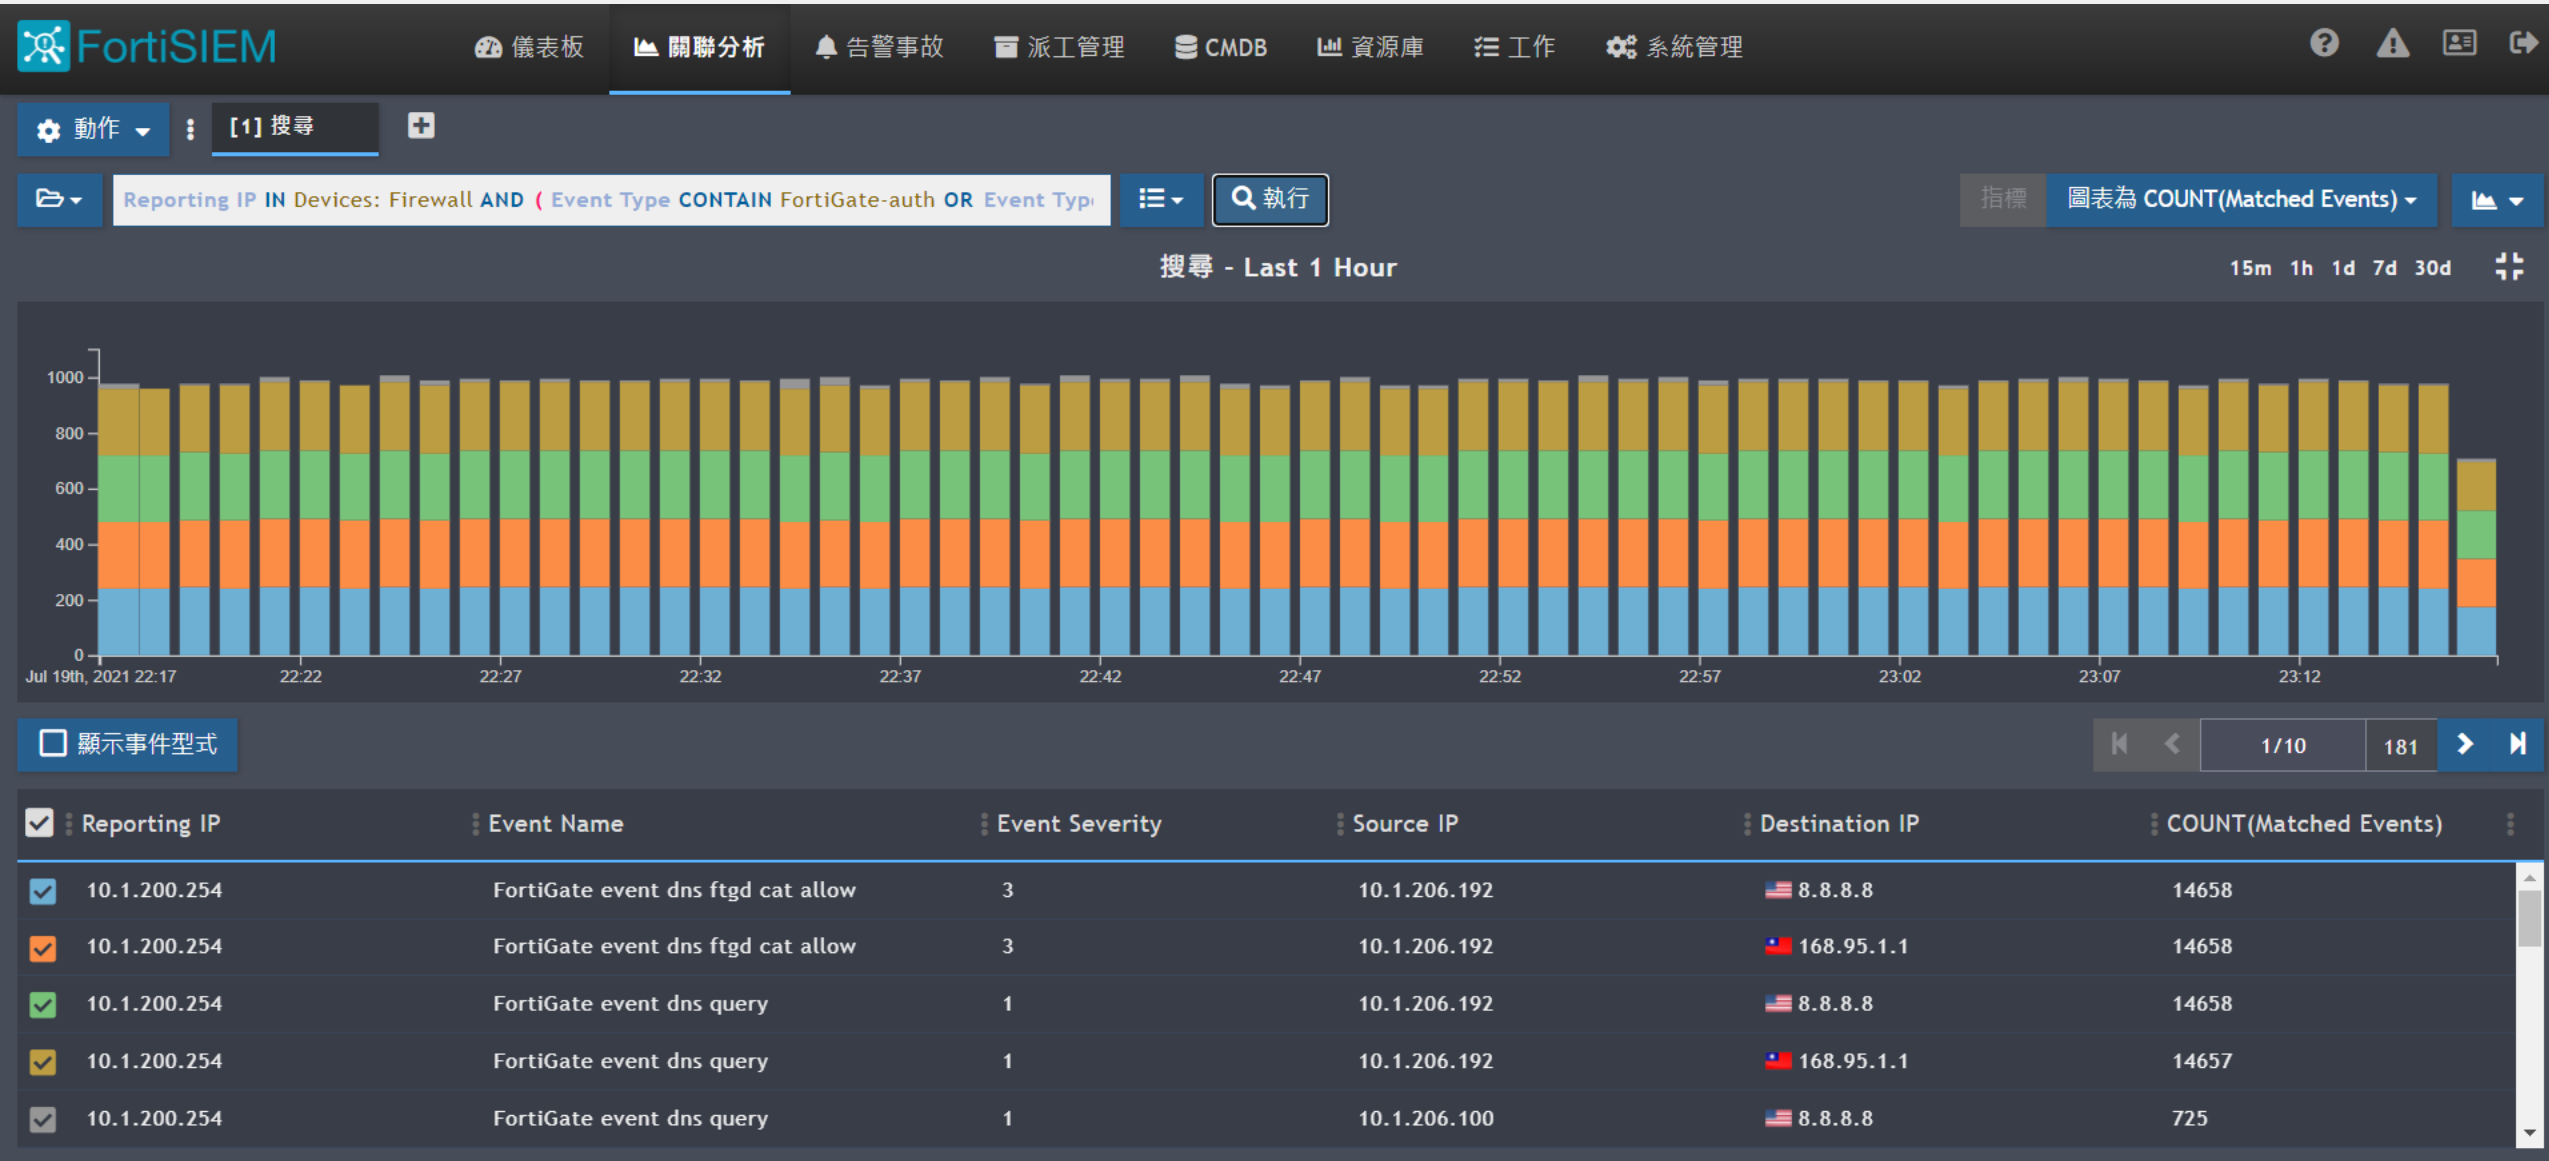 FortiSIEM 儀表板 關聯分析 告警事故 派工管理 CMDB 資源庫 工作 系統管理
動作 [1] 搜尋
Reporting IP IN Devices: Firewall AND ( Event Type CONTAIN FortiGate-auth OR Event Type 執行 指標 圖表為 COUNT(Matched Events)
搜尋 - Last 1 Hour 15m 1h 1d 7d 30d
1000
800
600
400
200
0
Jul 19th, 2021 22:17 22:22 22:27 22:32 22:37 22:42 22:47 22:52 22:57 23:02 23:07 23:12
顯示事件型式 1/10 181
Reporting IP Event Name Event Severity Source IP Destination IP COUNT(Matched Events)
10.1.200.254 FortiGate event dns ftgd cat allow 3 10.1.206.192 8.8.8.8 14658
10.1.200.254 FortiGate event dns ftgd cat allow 3 10.1.206.192 168.95.1.1 14658
10.1.200.254 FortiGate event dns query 1 10.1.206.192 8.8.8.8 14658
10.1.200.254 FortiGate event dns query 1 10.1.206.192 168.95.1.1 14657
10.1.200.254 FortiGate event dns query 1 10.1.206.100 8.8.8.8 725